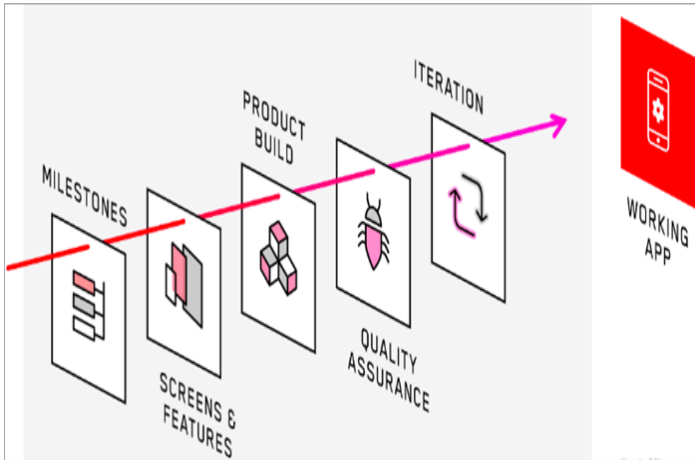 MILESTONES
SCREENS &
FEATURES
PRODUCT
BUILD
QUALITY
ASSURANCE
ITERATION
WORKING
APP